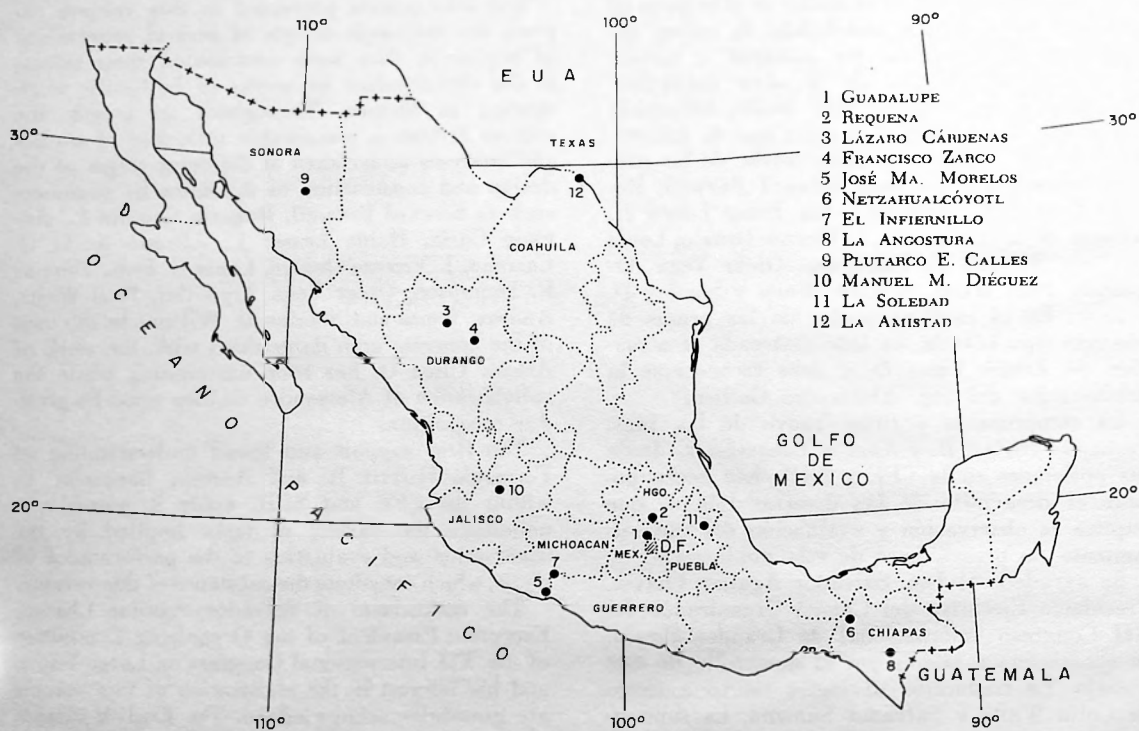 110°
100°
90°
E U A
30°
SONORA
TEXAS
30°
9
12
COAHUILA
1 GUADALUPE
2 REQUENA
3 LÁZARO CÁRDENAS
4 FRANCISCO ZARCO
5 JOSÉ MA. MORELOS
6 NETZAHUALCÓYOTL
7 EL INFIERNILLO
8 LA ANGOSTURA
9 PLUTARCO E. CALLES
10 MANUEL M. DIÉGUEZ
11 LA SOLEDAD
12 LA AMISTAD
OCEANO PACIFICO
3
4
DURANGO
GOLFO
DE
MEXICO
10
20°
20°
JALISCO
HGO.
2
11
1
D.F.
MICHOACAN
MEX.
PUEBLA
7
5
GUERRERO
6
CHIAPAS
8
GUATEMALA
110°
100°
90°